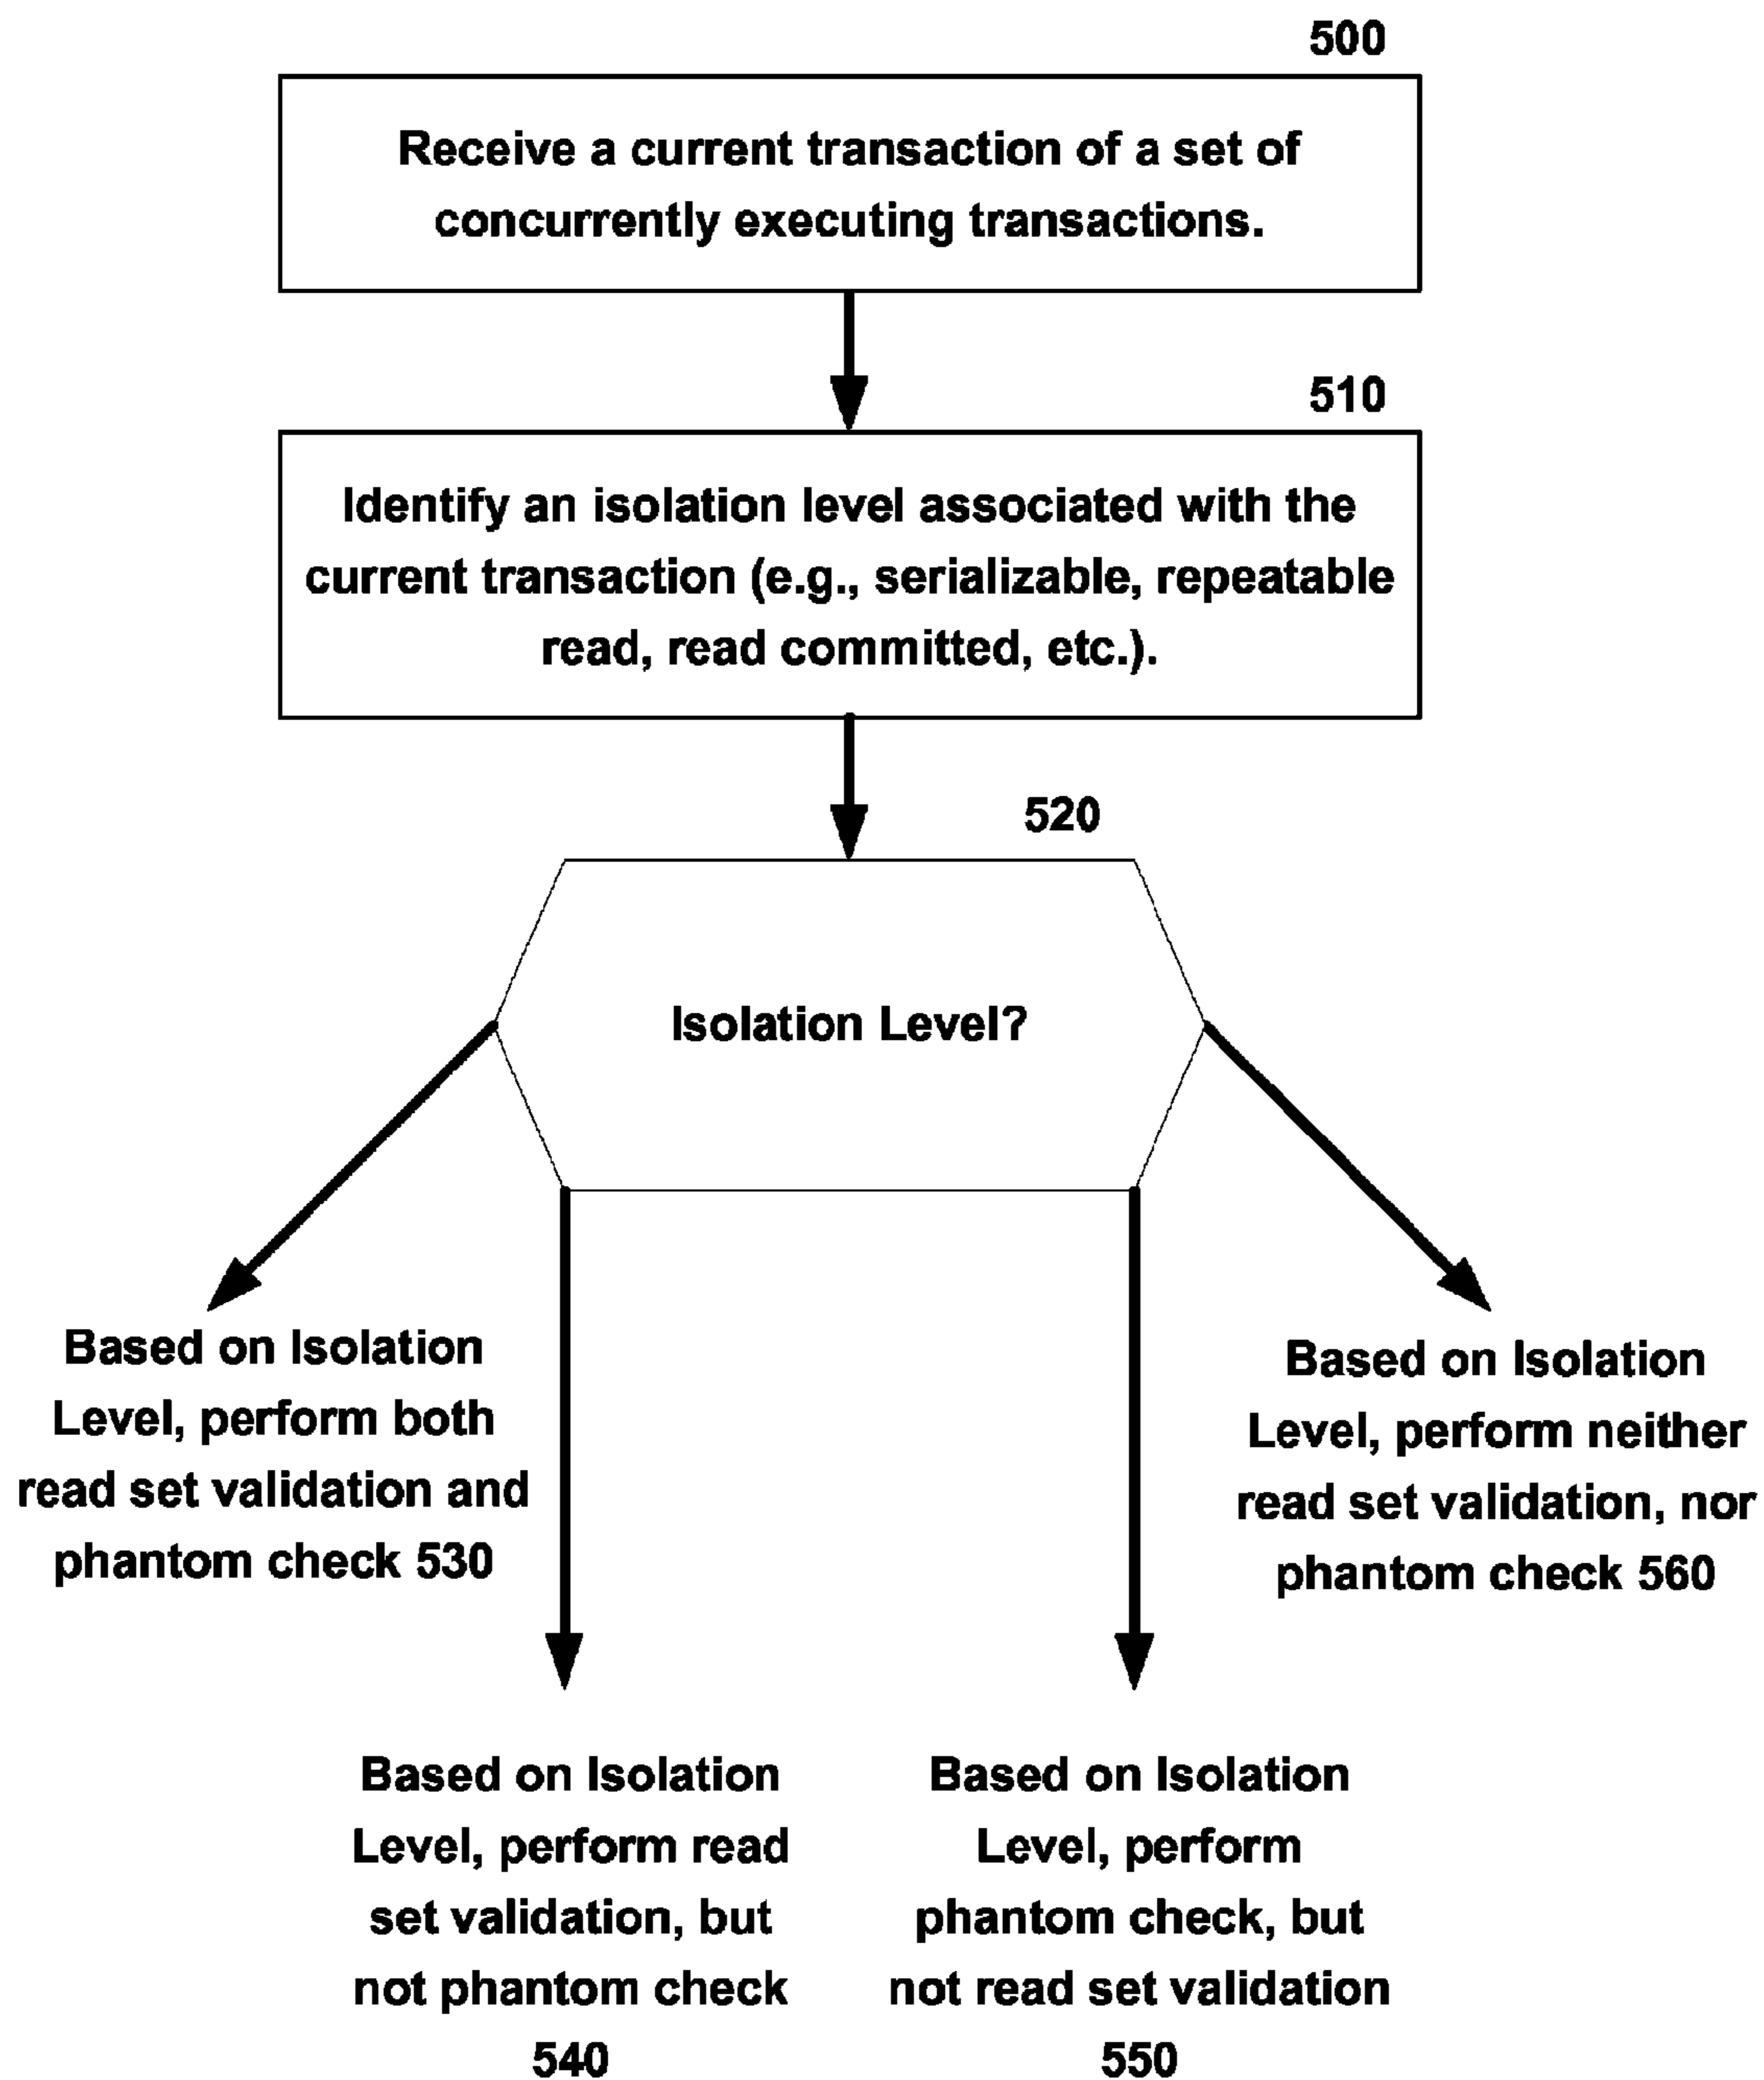 500
Receive a current transaction of a set of
concurrently executing transactions.
510
Identify an isolation level associated with the
current transaction (e.g., serializable, repeatable
read, read committed, etc.).
520
Isolation Level?
Based on Isolation
Level, perform both
read set validation and
phantom check 530
Based on Isolation
Level, perform neither
read set validation, nor
phantom check 560
Based on Isolation
Level, perform read
set validation, but
not phantom check
540
Based on Isolation
Level, perform
phantom check, but
not read set validation
550